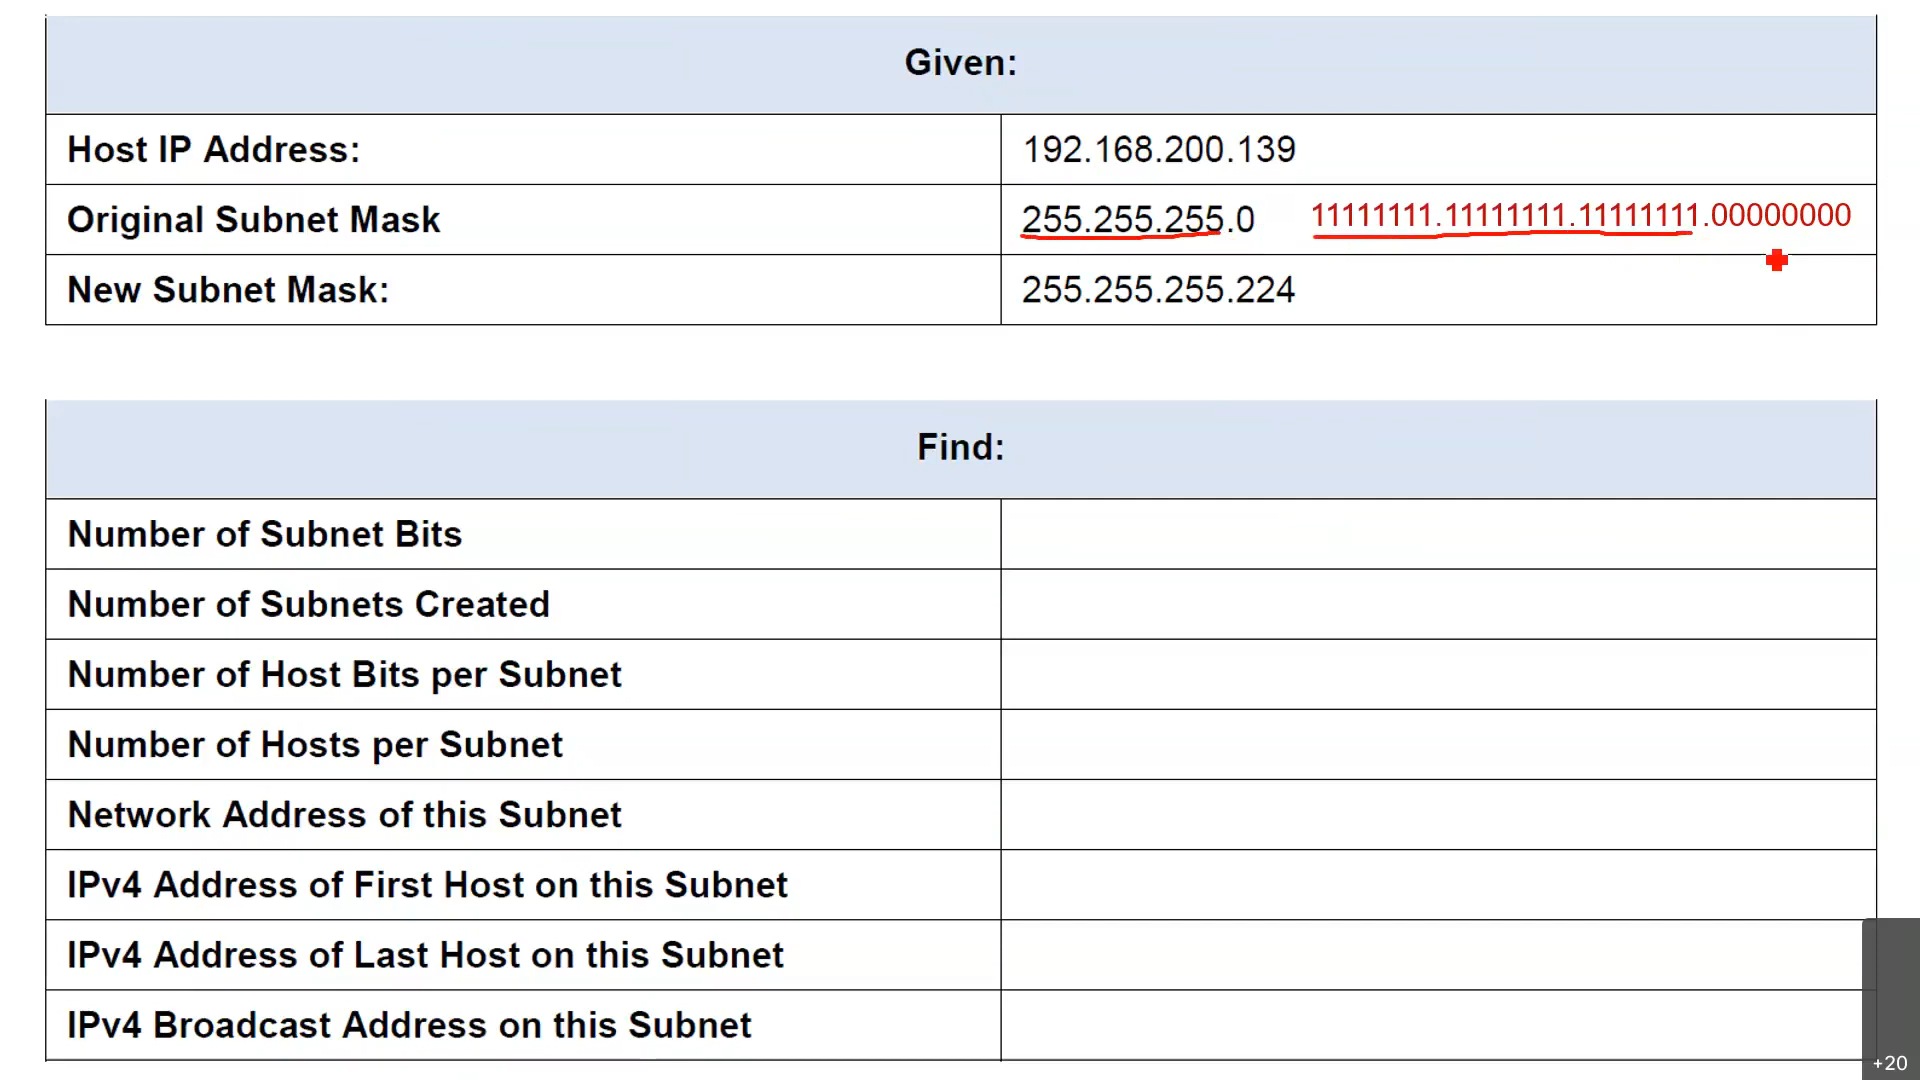 Given:
Host IP Address: 192.168.200.139
Original Subnet Mask 255.255.255.0 11111111.11111111.11111111.00000000
New Subnet Mask: 255.255.255.224
Find:
Number of Subnet Bits
Number of Subnets Created
Number of Host Bits per Subnet
Number of Hosts per Subnet
Network Address of this Subnet
IPv4 Address of First Host on this Subnet
IPv4 Address of Last Host on this Subnet
IPv4 Broadcast Address on this Subnet
+20